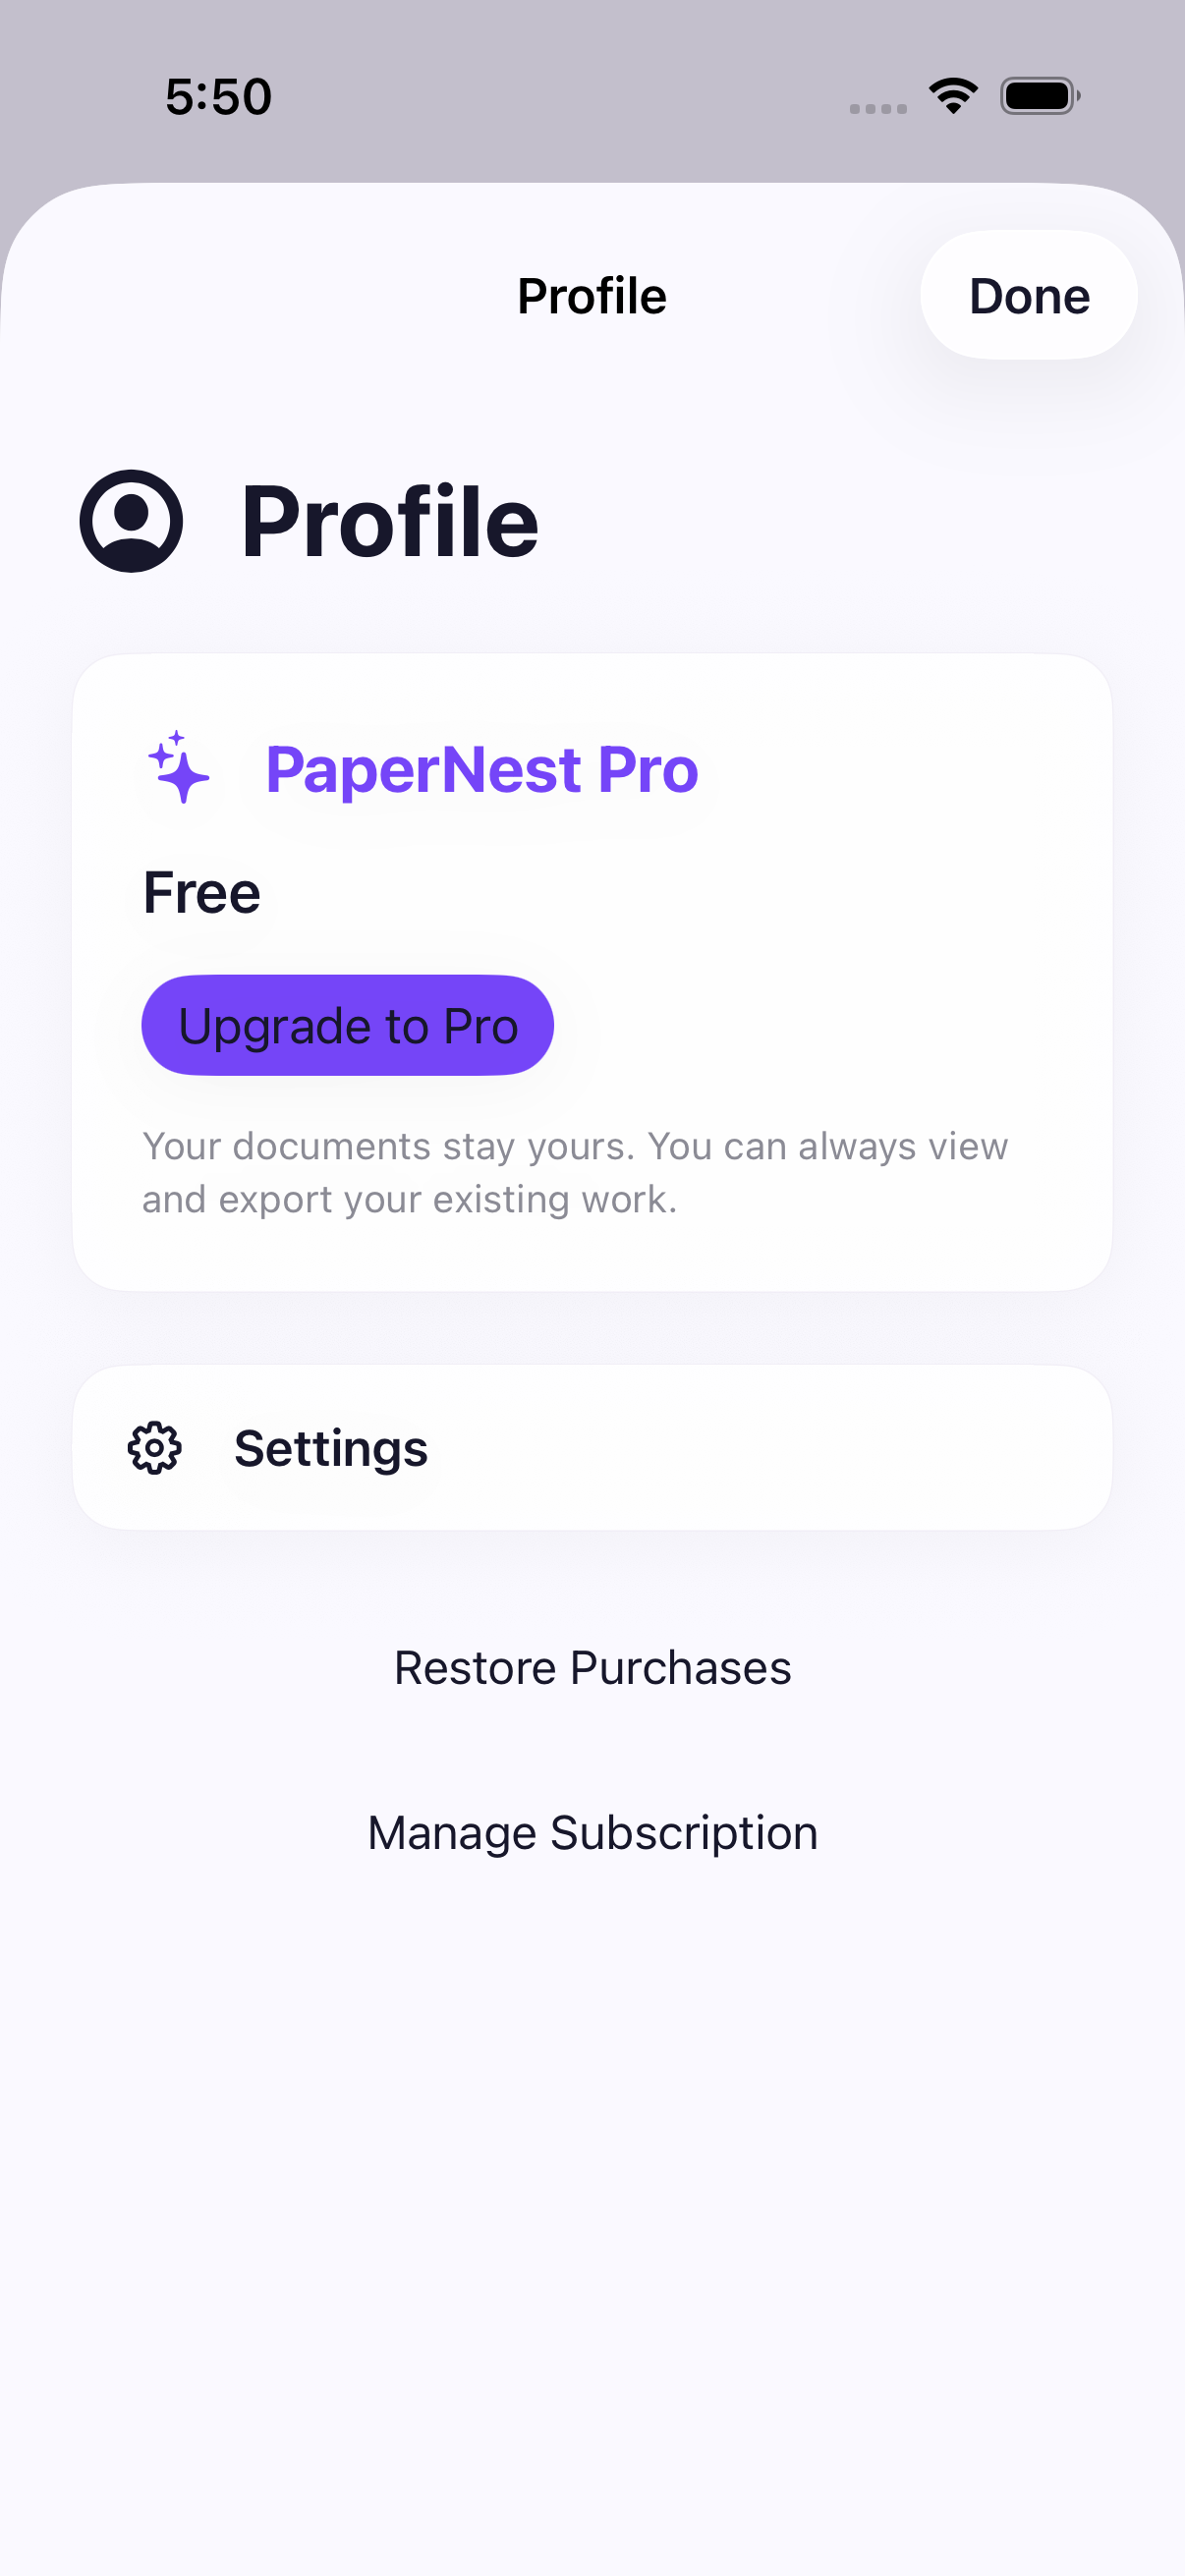 5:50
Profile
Done
Profile
PaperNest Pro
Free
Upgrade to Pro
Your documents stay yours. You can always view
and export your existing work.
Settings
Restore Purchases
Manage Subscription